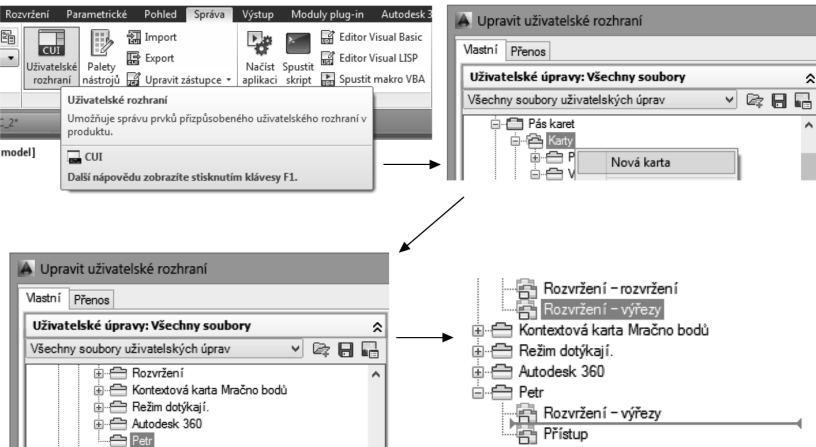 Rozvržení Parametrické Pohled Správa Výstup Moduly plug-in Autodesk 3
Uživatelské rozhraní
Palety nástrojů
Import
Export
Upravit zástupce
Načíst aplikaci
Spustit skript
Editor Visual Basic
Editor Visual LISP
Spustit makro VBA
CUI
C_2*
model]
Uživatelské rozhraní
Umožňuje správu prvků přizpůsobeného uživatelského rozhraní v
produktu.
CUI
Další nápovědu zobrazíte stisknutím klávesy F1.
Upravit uživatelské rozhraní
Vlastní Přenos
Uživatelské úpravy: Všechny soubory
Všechny soubory uživatelských úprav
Pás karet
Karty
P
V
Nová karta
Upravit uživatelské rozhraní
Vlastní Přenos
Uživatelské úpravy: Všechny soubory
Všechny soubory uživatelských úprav
Rozvržení
Kontextová karta Mračno bodů
Režim dotýkají.
Autodesk 360
Petr
Rozvržení – rozvržení
Rozvržení – výřezy
Kontextová karta Mračno bodů
Režim dotýkají.
Autodesk 360
Petr
Rozvržení – výřezy
Přístup